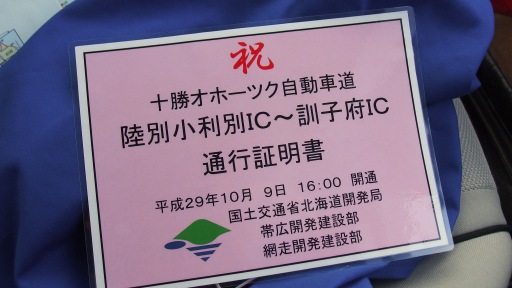 祝
十勝オホーツク自動車道
陸別小利別IC～訓子府IC
通行証明書
平成29年10月 9日 16:00 開通
国土交通省北海道開発局
帯広開発建設部
網走開発建設部